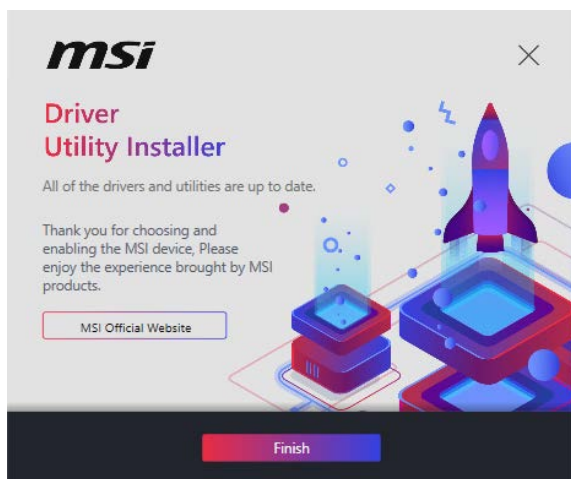 msi
Driver
Utility Installer
All of the drivers and utilities are up to date.
Thank you for choosing and
enabling the MSI device, Please
enjoy the experience brought by MSI
products.
MSI Official Website
Finish